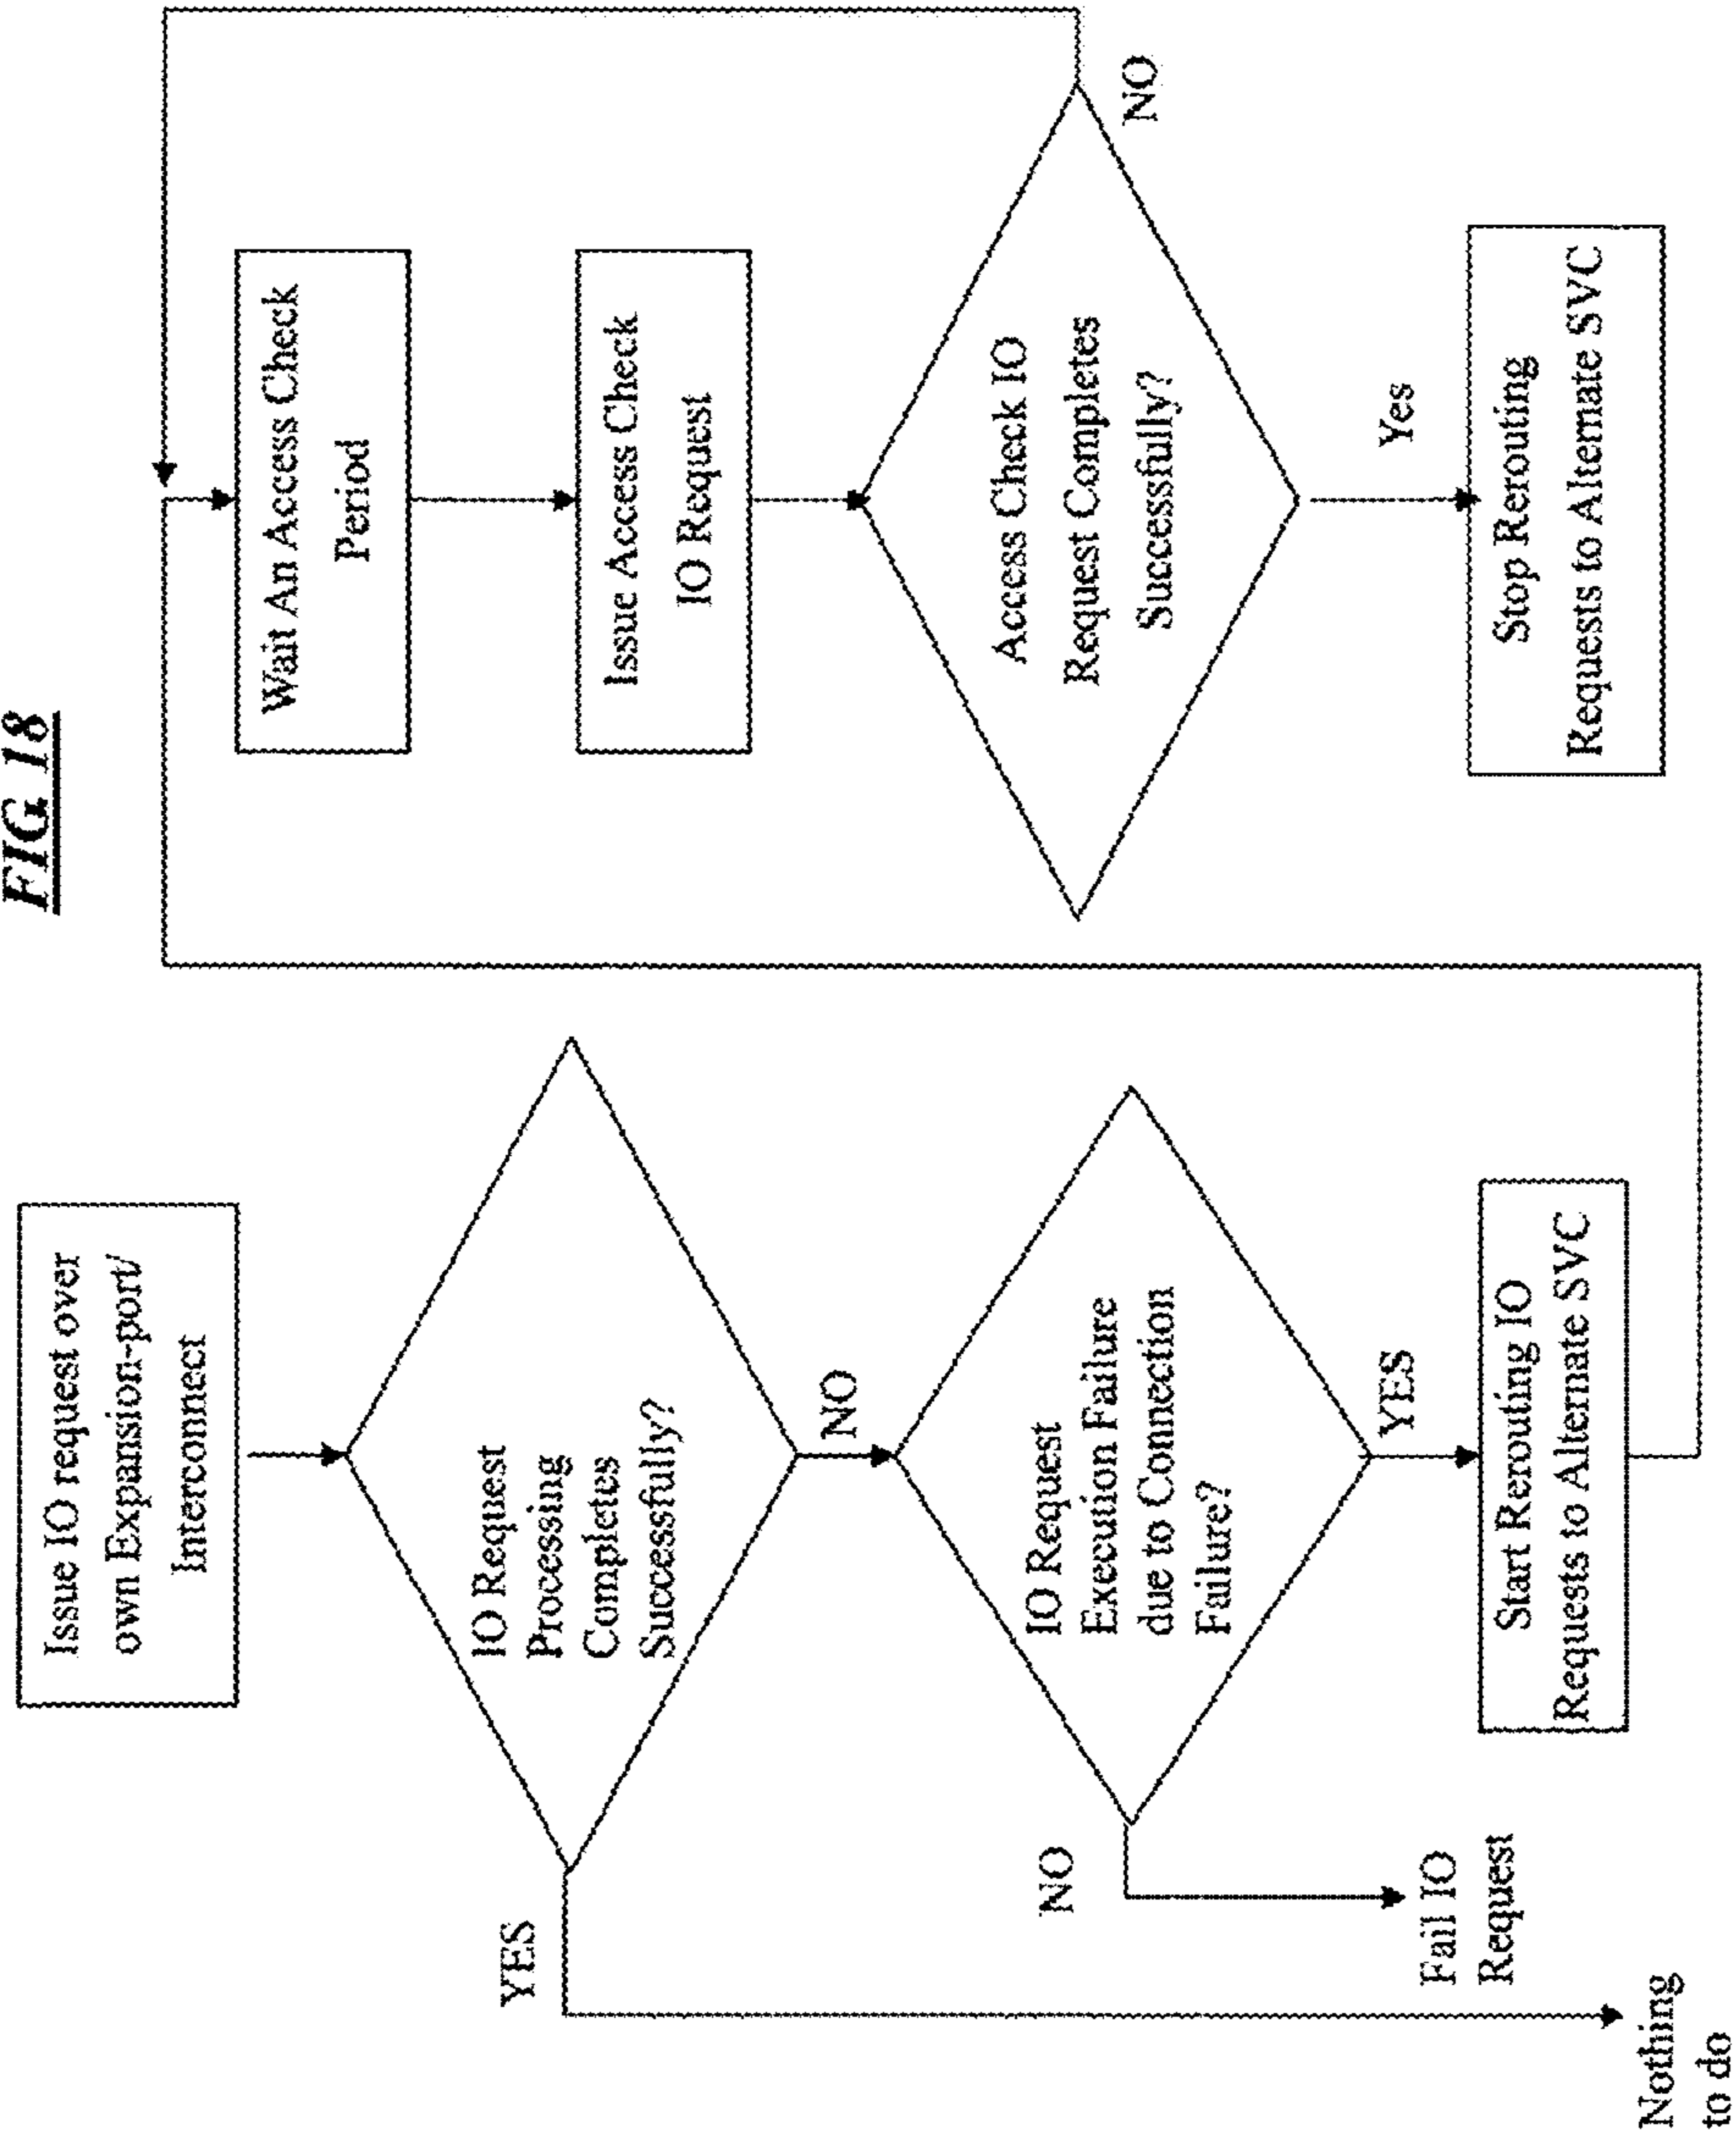 FIG. 18
Issue IO request over
own Expansion-port/
Interconnect
IO Request
Processing
Completes
Successfully?
YES
NO
IO Request
Execution Failure
due to Connection
Failure?
NO
YES
Fail IO
Request
Nothing
to do
Start Rerouting IO
Requests to Alternate SVC
Wait An Access Check
Period
Issue Access Check
IO Request
Access Check IO
Request Completes
Successfully?
NO
Yes
Stop Rerouting
Requests to Alternate SVC